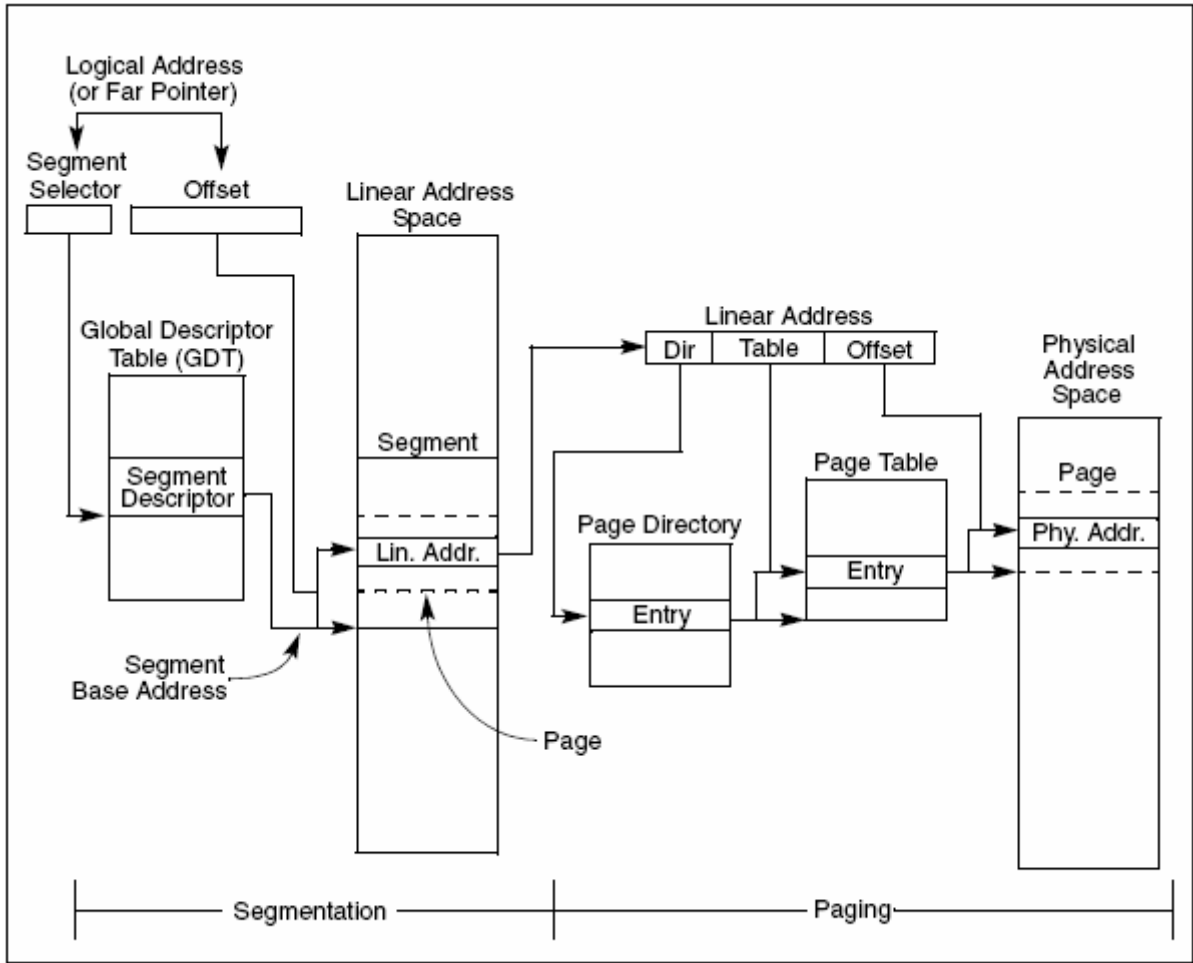 Logical Address
(or Far Pointer)
Segment
Selector
Offset
Linear Address
Space
Global Descriptor
Table (GDT)
Segment
Descriptor
Segment
Lin. Addr.
Segment
Base Address
Page
Linear Address
Dir
Table
Offset
Physical
Address
Space
Page Table
Page
Page Directory
Phy. Addr.
Entry
Entry
Segmentation
Paging